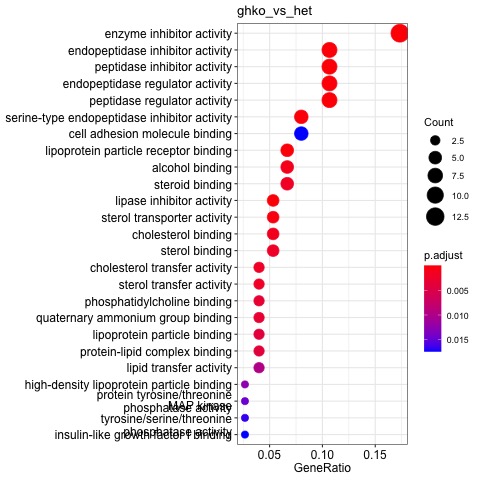 ghko_vs_het
enzyme inhibitor activity
endopeptidase inhibitor activity
peptidase inhibitor activity
endopeptidase regulator activity
peptidase regulator activity
serine-type endopeptidase inhibitor activity
cell adhesion molecule binding
lipoprotein particle receptor binding
alcohol binding
steroid binding
lipase inhibitor activity
sterol transporter activity
cholesterol binding
sterol binding
cholesterol transfer activity
sterol transfer activity
phosphatidylcholine binding
quaternary ammonium group binding
lipoprotein particle binding
protein-lipid complex binding
lipid transfer activity
high-density lipoprotein particle binding
protein tyrosine/threonine
MAP kinase
phosphatase activity
tyrosine/serine/threonine
phosphatase activity
insulin-like growth factor I binding
0.05 0.10 0.15
GeneRatio
Count
2.5
5.0
7.5
10.0
12.5
p.adjust
0.005
0.010
0.015